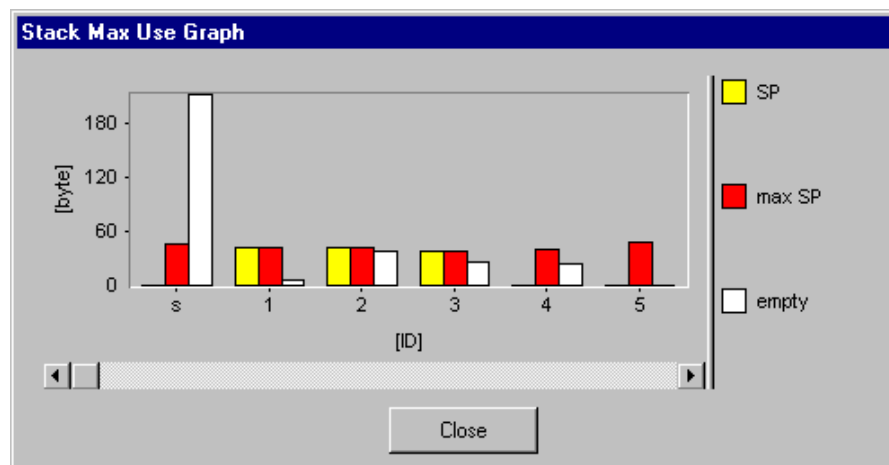 Stack Max Use Graph
SP
180
120
[byte]
max SP
60
0
s 1 2 3 4 5
empty
[ID]
Close